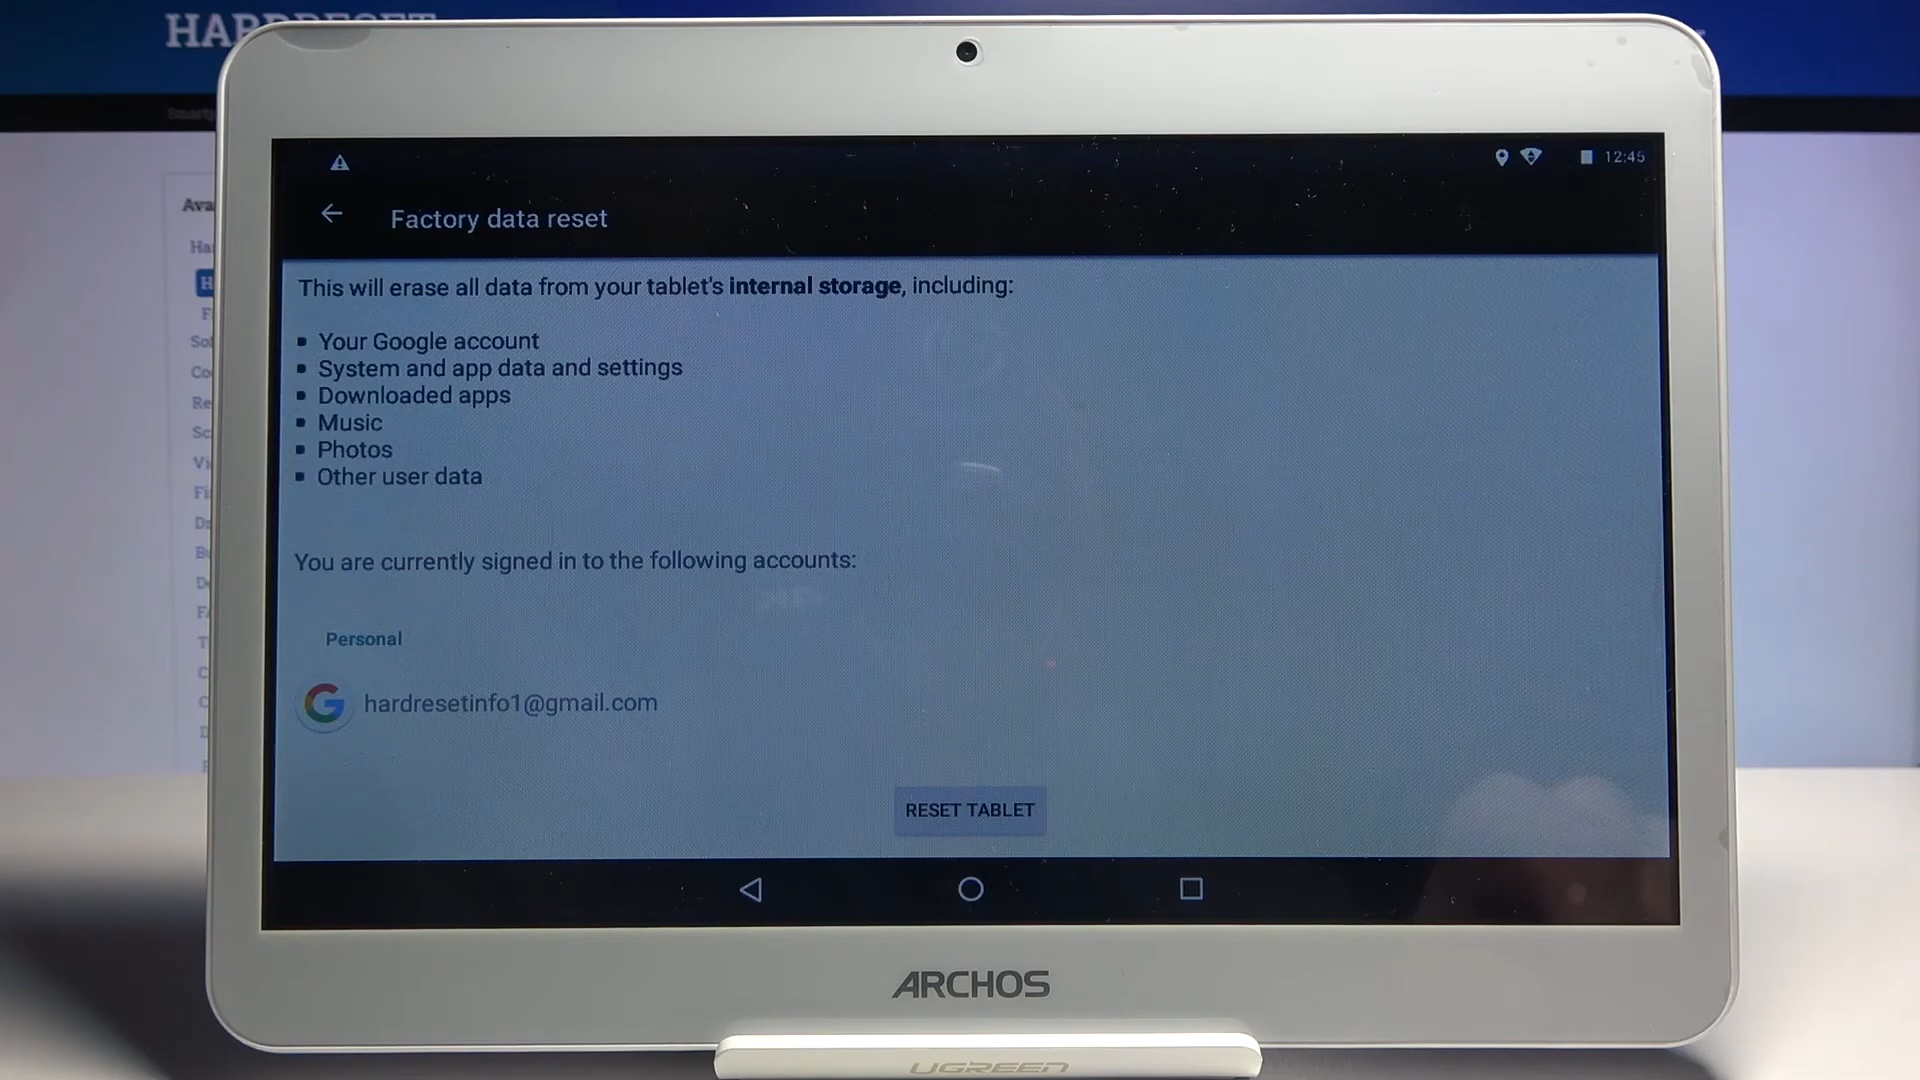 HARDRESET
12:45
Factory data reset
This will erase all data from your tablet's internal storage, including:
▪ Your Google account
▪ System and app data and settings
▪ Downloaded apps
▪ Music
▪ Photos
▪ Other user data
You are currently signed in to the following accounts:
Personal
hardresetinfo1@gmail.com
RESET TABLET
ARCHOS
UGREEN